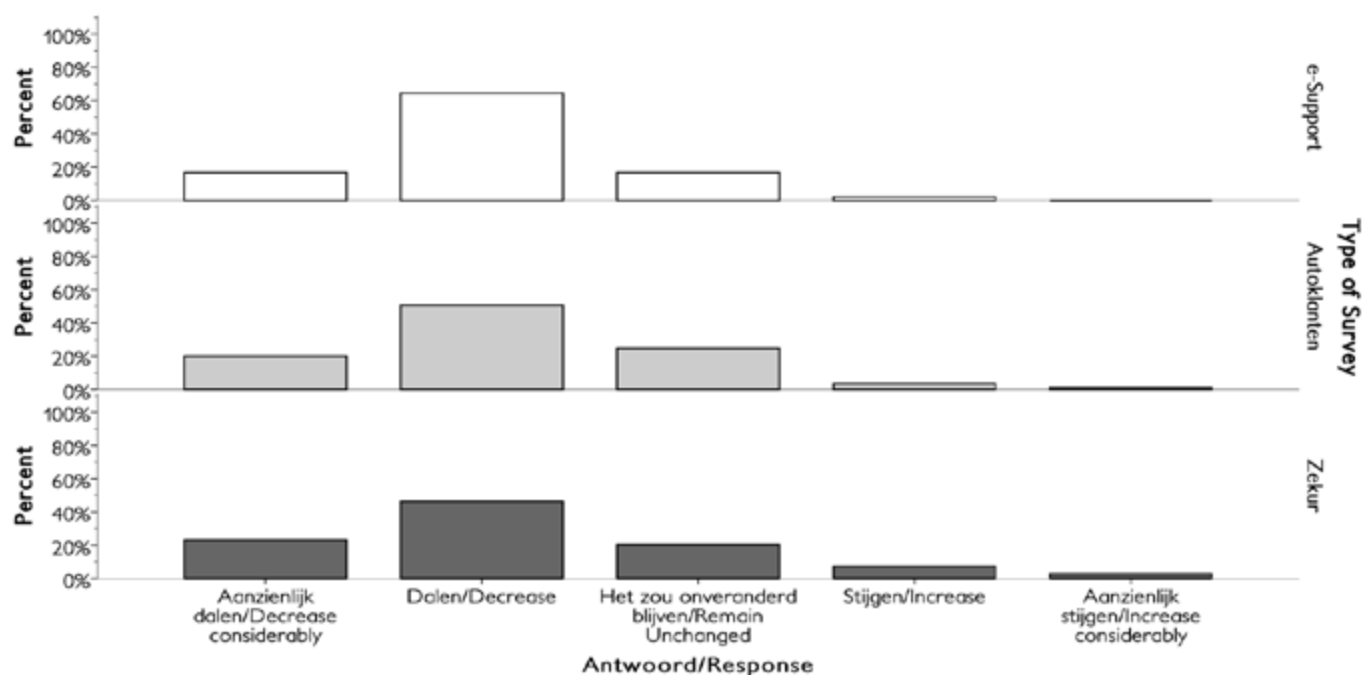 100%
80%
60%
40%
20%
0%
Percent
e-Support
100%
80%
60%
40%
20%
0%
Percent
Autoklanten
Type of Survey
100%
80%
60%
40%
20%
0%
Percent
Zekur
Aanzienlijk
dalen/Decrease
considerably
Dalen/Decrease
Het zou onveranderd
blijven/Remain
Unchanged
Stijgen/Increase
Aanzienlijk
stijgen/Increase
considerably
Antwoord/Response